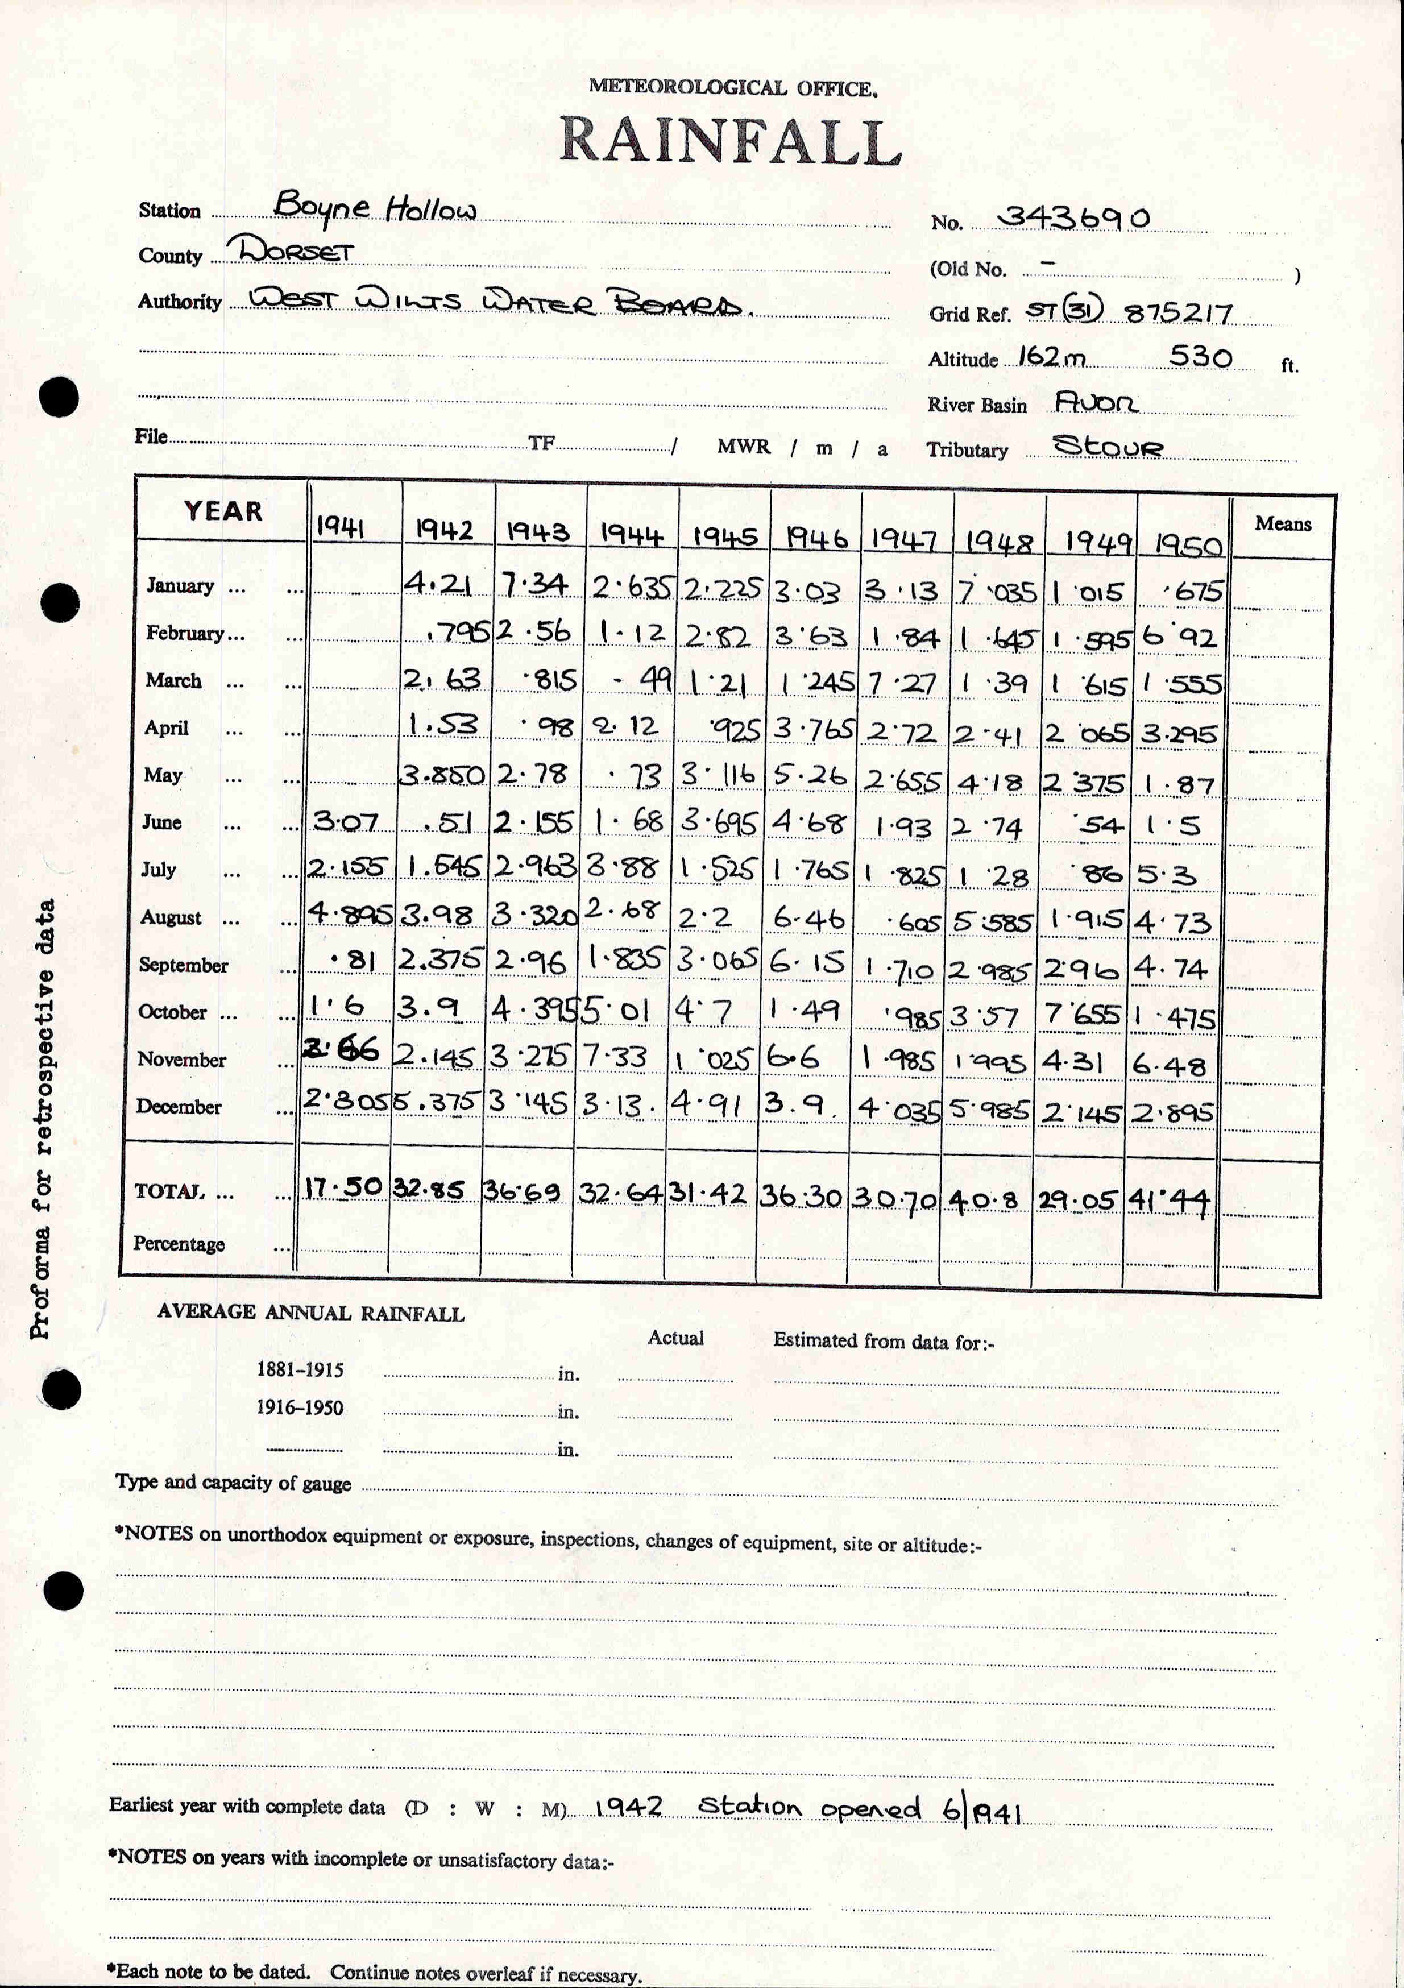 METEOROLOGICAL OFFICE.
RAINFALL
Station Boyne Hollow No. 343690
County DORSET (Old No. - )
Authority WEST WILTS WATER BOARD. Grid Ref. ST(31) 875217
Altitude 162m 530 ft.
River Basin AVON
File TF / MWR / m / a Tributary STOUR
YEAR 1941 1942 1943 1944 1945 1946 1947 1948 1949 1950 Means
January ... ... 4.21 7.34 2.635 2.225 3.03 3.13 7.035 1.015 .675
February ... ... .795 2.56 1.12 2.82 3.63 1.84 1.645 1.595 6.92
March ... ... 2.63 .815 .49 1.21 1.245 7.27 1.39 1.615 1.555
April ... ... 1.53 .98 2.12 .925 3.765 2.72 2.41 2.065 3.295
May ... ... 3.850 2.78 .73 3.116 5.26 2.655 4.18 2.375 1.87
June ... ... 3.07 .51 2.155 1.68 3.695 4.68 1.93 2.74 .54 1.5
July ... ... 2.155 1.545 2.963 3.88 1.525 1.765 1.825 1.28 .86 5.3
August ... ... 4.895 3.98 3.320 2.68 2.2 6.46 .605 5.585 1.915 4.73
September ... .81 2.375 2.96 1.835 3.065 6.15 1.710 2.985 2.96 4.74
October ... ... 1.6 3.9 4.395 5.01 4.7 1.49 .985 3.57 7.655 1.475
November ... 2.145 3.275 7.33 1.025 6.6 1.985 1.995 4.31 6.48
December ... 2.305 5.375 3.145 3.13. 4.91 3.9. 4.035 5.985 2.145 2.895
TOTAL ... ... 17.50 32.85 36.69 32.64 31.42 36.30 30.70 40.8 29.05 41.44
Percentage ...
Proforma for retrospective data
AVERAGE ANNUAL RAINFALL
Actual Estimated from data for:-
1881-1915 in.
1916-1950 in.
in.
Type and capacity of gauge
*NOTES on unorthodox equipment or exposure, inspections, changes of equipment, site or altitude:-
Earliest year with complete data (D : W : M) 1942 Station opened 6/1941
*NOTES on years with incomplete or unsatisfactory data:-
*Each note to be dated. Continue notes overleaf if necessary.